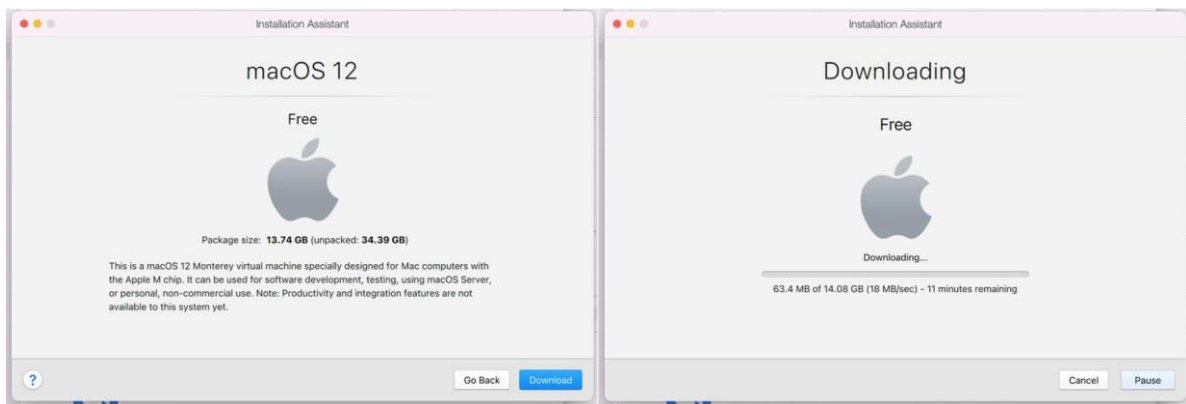 Installation Assistant
macOS 12
Free
Package size: 13.74 GB (unpacked: 34.39 GB)
This is a macOS 12 Monterey virtual machine specially designed for Mac computers with
the Apple M chip. It can be used for software development, testing, using macOS Server,
or personal, non-commercial use. Note: Productivity and integration features are not
available to this system yet.
?
Go Back
Download
Installation Assistant
Downloading
Free
Downloading...
63.4 MB of 14.08 GB (18 MB/sec) - 11 minutes remaining
Cancel
Pause